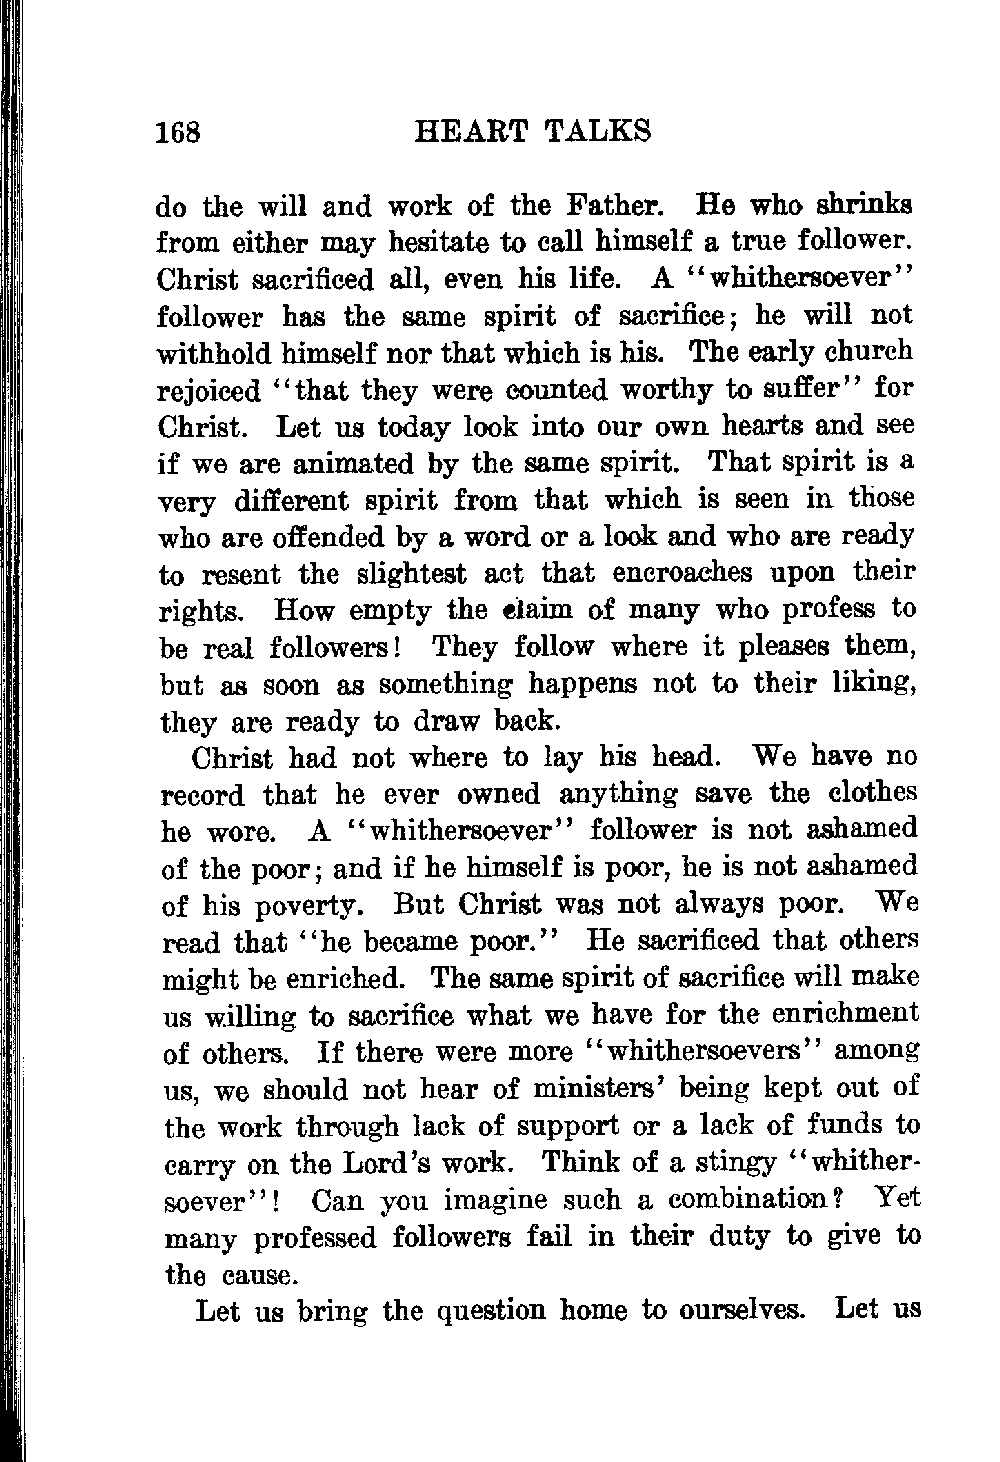 168 HEART TALKS
do the will and work of the Father. He who shrinks
from either may hesitate to call himself a true follower.
Christ sacrificed all, even his life. A "whithersoever"
follower has the same spirit of sacrifice; he will not
withhold himself nor that which is his. The early church
rejoiced "that they were counted worthy to suffer" for
Christ. Let us today look into our own hearts and see
if we are animated by the same spirit. That spirit is a
very different spirit from that which is seen in those
who are offended by a word or a look and who are ready
to resent the slightest act that encroaches upon their
rights. How empty the claim of many who profess to
be real followers! They follow where it pleases them,
but as soon as something happens not to their liking,
they are ready to draw back.
Christ had not where to lay his head. We have no
record that he ever owned anything save the clothes
he wore. A "whithersoever" follower is not ashamed
of the poor; and if he himself is poor, he is not ashamed
of his poverty. But Christ was not always poor. We
read that "he became poor." He sacrificed that others
might be enriched. The same spirit of sacrifice will make
us willing to sacrifice what we have for the enrichment
of others. If there were more "whithersoevers" among
us, we should not hear of ministers' being kept out of
the work through lack of support or a lack of funds to
carry on the Lord's work. Think of a stingy "whither-
soever"! Can you imagine such a combination? Yet
many professed followers fail in their duty to give to
the cause.
Let us bring the question home to ourselves. Let us